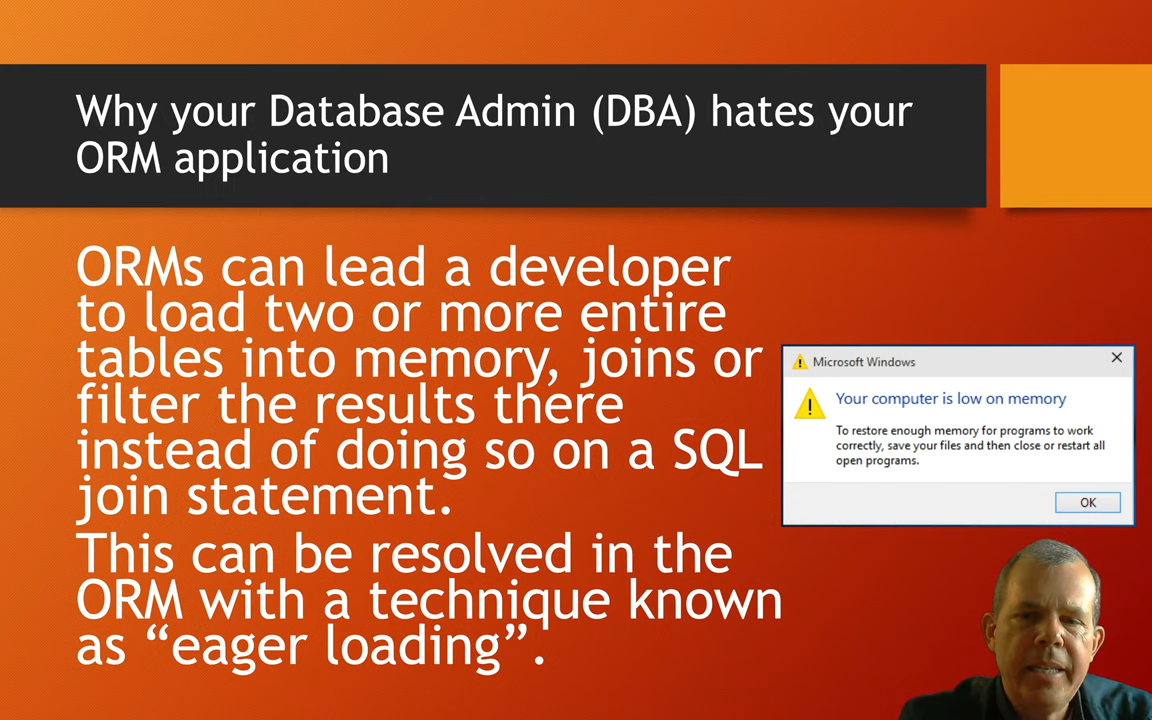 Why your Database Admin (DBA) hates your
ORM application
ORMs can lead a developer
to load two or more entire
tables into memory, joins or
filter the results there
instead of doing so on a SQL
join statement.
This can be resolved in the
ORM with a technique known
as “eager loading”.
Microsoft Windows
Your computer is low on memory
To restore enough memory for programs to work
correctly, save your files and then close or restart all
open programs.
OK